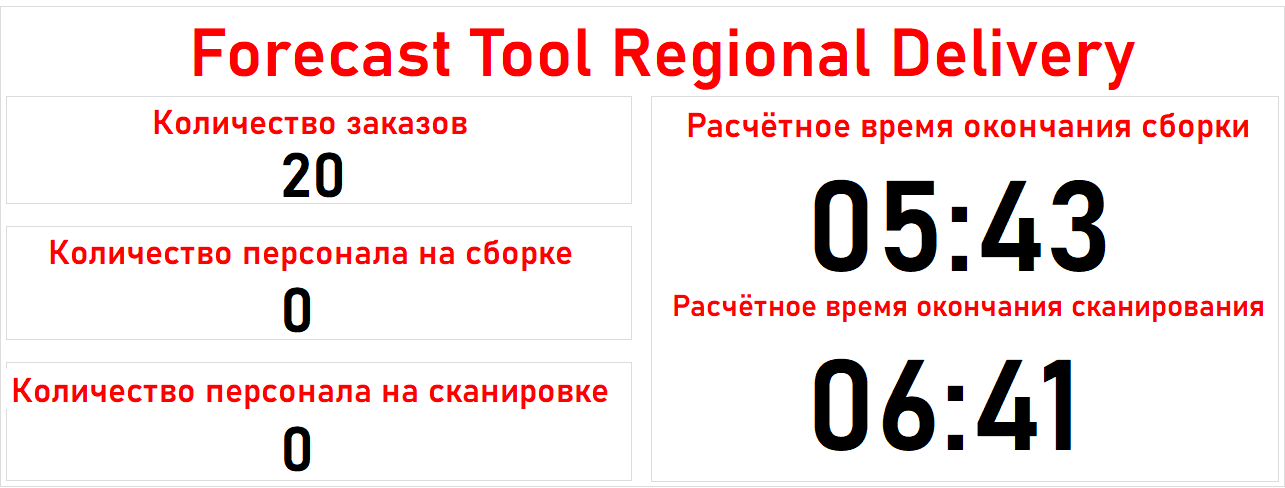 Forecast Tool Regional Delivery
Количество заказов
20
Количество персонала на сборке
0
Количество персонала на сканировке
0
Расчётное время окончания сборки
05:43
Расчётное время окончания сканирования
06:41